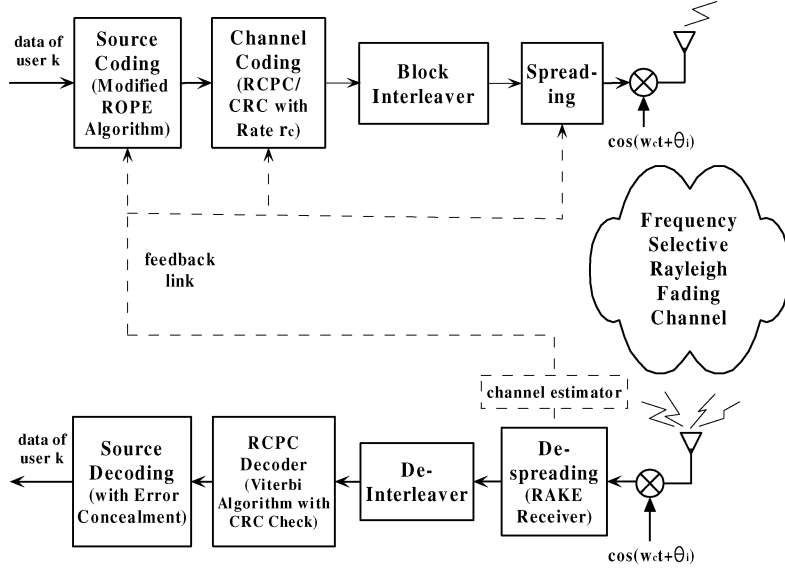 data of
user k
Source
Coding
(Modified
ROPE
Algorithm)
Channel
Coding
(RCPC/
CRC with
Rate rc)
Block
Interleaver
Spread-
ing
cos(wct+θi)
feedback
link
Frequency
Selective
Rayleigh
Fading
Channel
channel estimator
data of
user k
Source
Decoding
(with Error
Concealment)
RCPC
Decoder
(Viterbi
Algorithm with
CRC Check)
De-
Interleaver
De-
spreading
(RAKE
Receiver)
cos(wct+θi)